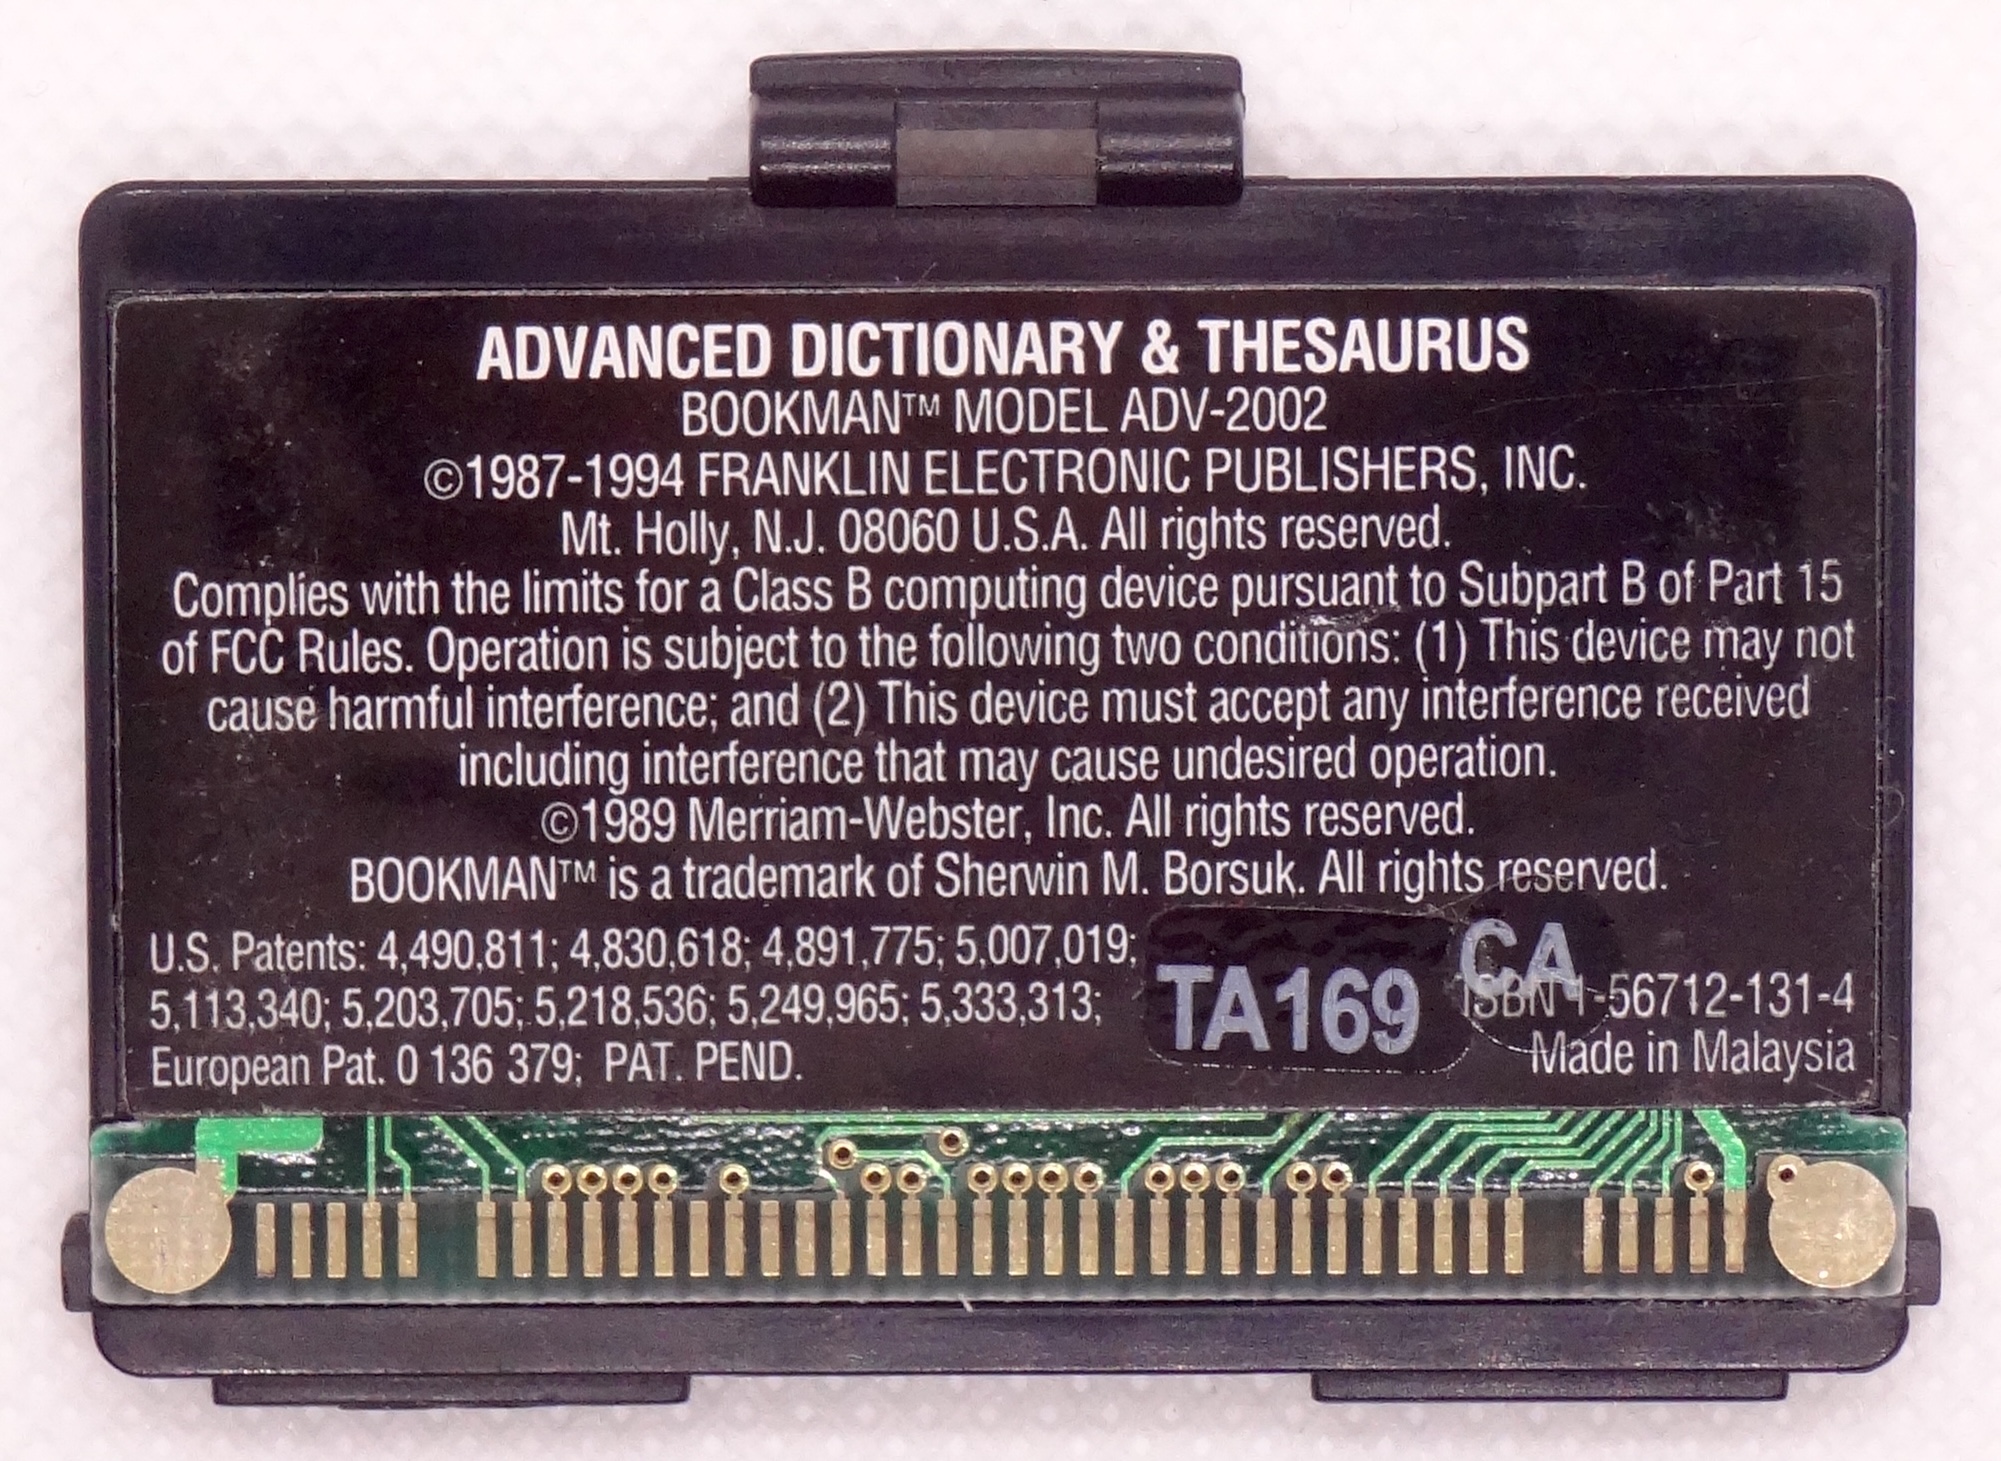 ADVANCED DICTIONARY & THESAURUS
BOOKMAN™ MODEL ADV-2002
©1987-1994 FRANKLIN ELECTRONIC PUBLISHERS, INC.
Mt. Holly, N.J. 08060 U.S.A. All rights reserved.
Complies with the limits for a Class B computing device pursuant to Subpart B of Part 15
of FCC Rules. Operation is subject to the following two conditions: (1) This device may not
cause harmful interference; and (2) This device must accept any interference received
including interference that may cause undesired operation.
©1989 Merriam-Webster, Inc. All rights reserved.
BOOKMAN™ is a trademark of Sherwin M. Borsuk. All rights reserved.
U.S. Patents: 4,490,811; 4,830,618; 4,891,775; 5,007,019;
5,113,340; 5,203,705; 5,218,536; 5,249,965; 5,333,313;
European Pat. 0 136 379; PAT. PEND.
TA169
CA
ISBN 1-56712-131-4
Made in Malaysia